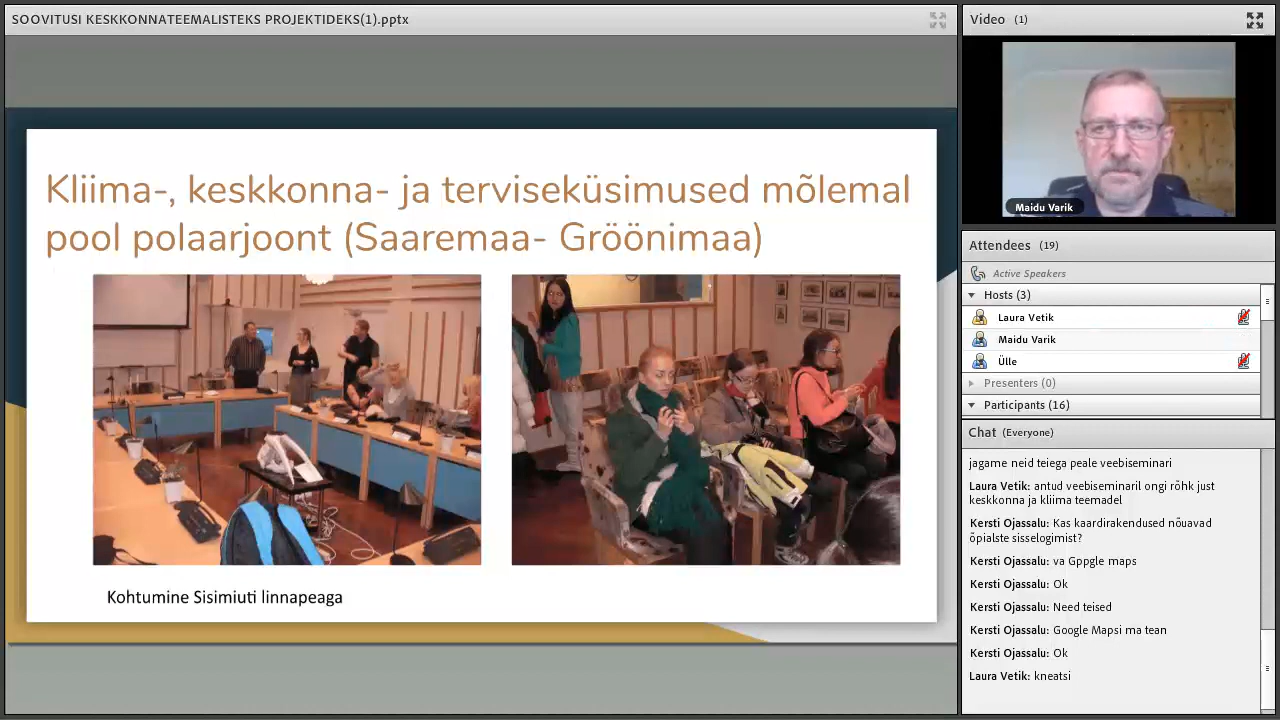 SOOVITUSI KESKKONNATEEMALISTEKS PROJEKTIDEKS(1).pptx
Kliima-, keskkonna- ja terviseküsimused mõlemal
pool polaarjoont (Saaremaa- Gröönimaa)
Kohtumine Sisimiuti linnapeaga
Video (1)
Maidu Varik
Attendees (19)
Active Speakers
Hosts (3)
Laura Vetik
Maidu Varik
Ülle
Presenters (0)
Participants (16)
Chat (Everyone)
jagame neid teiega peale veebiseminari
Laura Vetik: antud veebiseminaril ongi rõhk just
keskkonna ja kliima teemadel
Kersti Ojassalu: Kas kaardirakendused nõuavad
õpialste sisselogimist?
Kersti Ojassalu: va Gppgle maps
Kersti Ojassalu: Ok
Kersti Ojassalu: Need teised
Kersti Ojassalu: Google Mapsi ma tean
Kersti Ojassalu: Ok
Laura Vetik: kneatsi